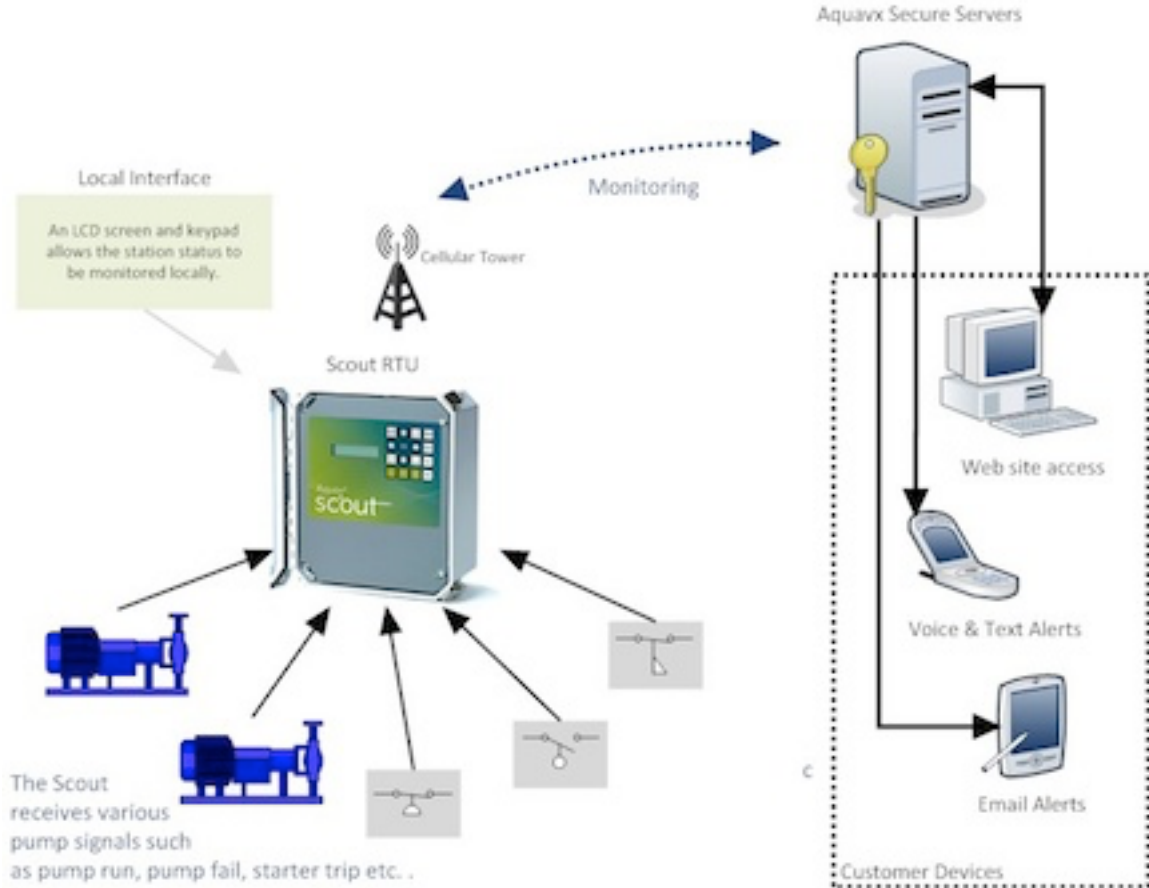 Aquavx Secure Servers
Monitoring
Local Interface
An LCD screen and keypad
allows the station status to
be monitored locally.
Cellular Tower
Scout RTU
scout
Web site access
Voice & Text Alerts
c
Email Alerts
The Scout
receives various
pump signals such
as pump run, pump fail, starter trip etc. .
Customer Devices